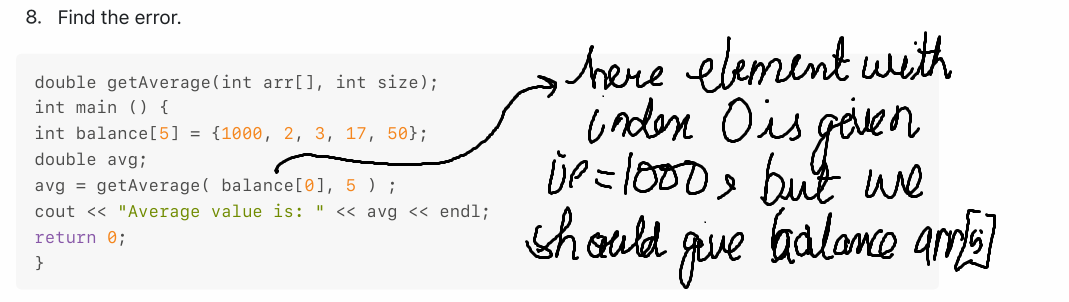 8. Find the error.
double getAverage(int arr[], int size);
int main () {
int balance[5] = {1000, 2, 3, 17, 50};
double avg;
avg = getAverage( balance[0], 5 ) ;
cout << "Average value is: " << avg << endl;
return 0;
}
here element with
index 0 is given
ie = 1000, but we
should give balance arr[5]